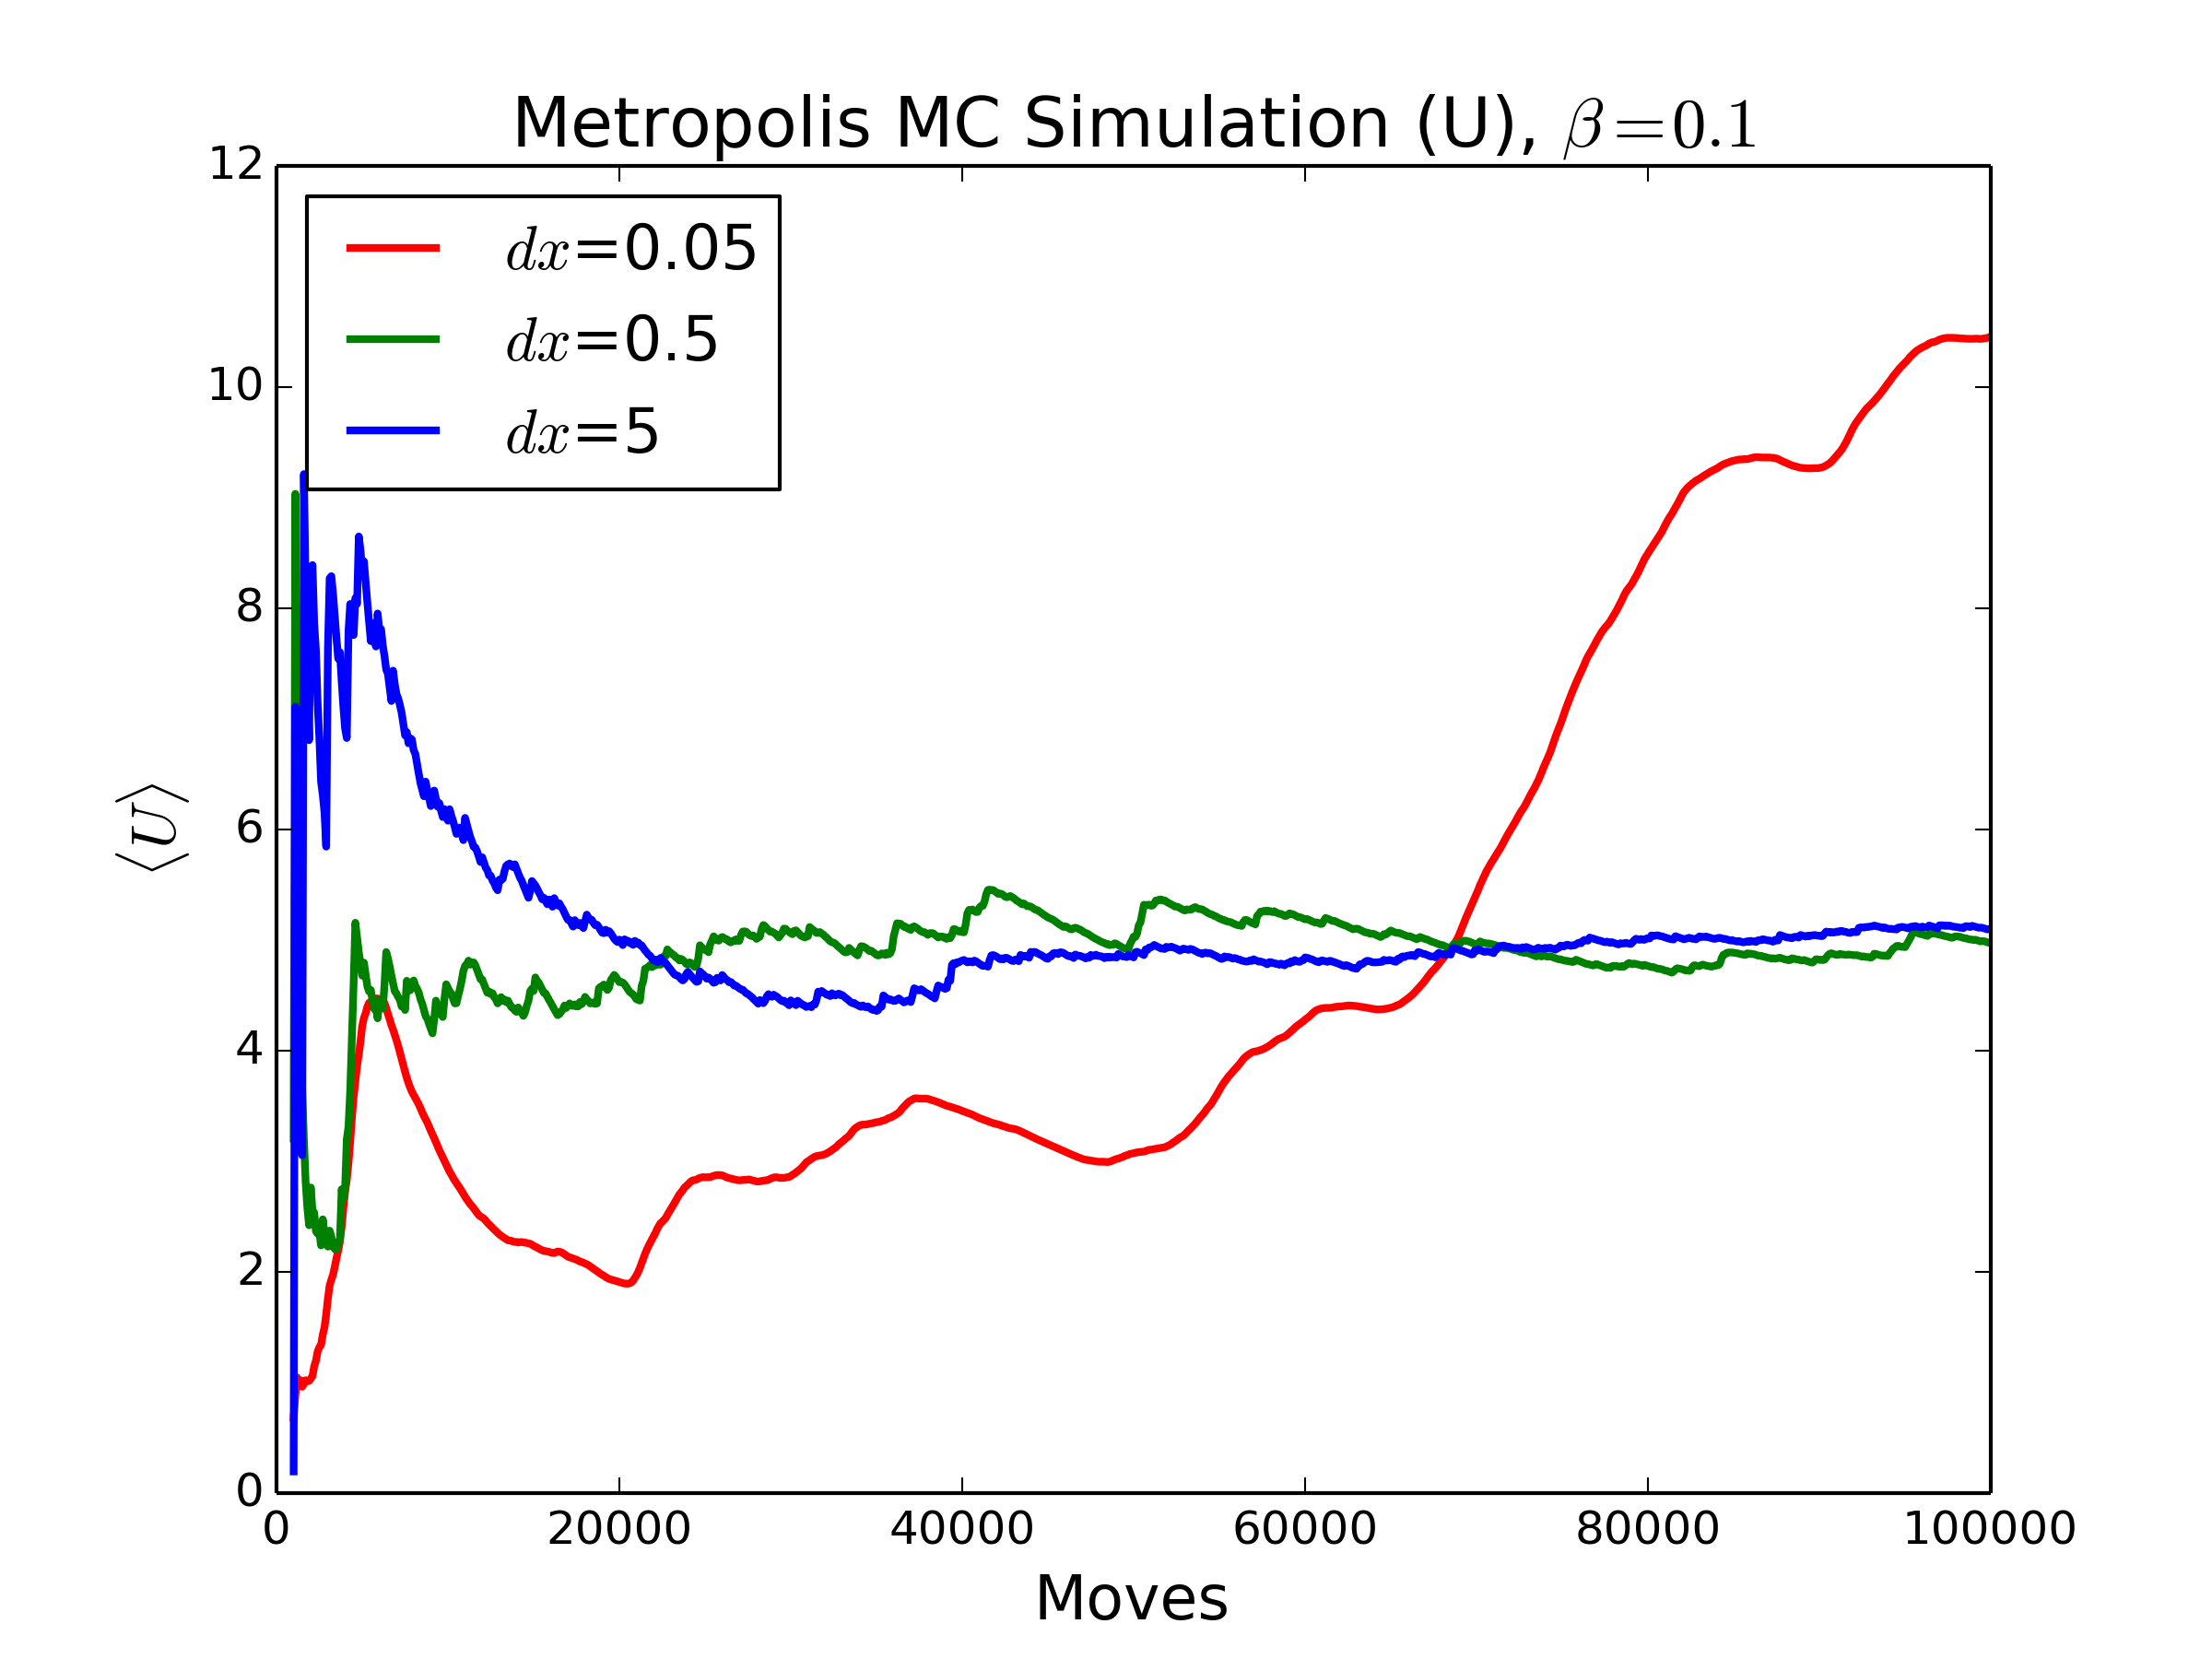 Metropolis MC Simulation (U), β=0.1
12
10
8
6
4
2
0
dx=0.05
dx=0.5
dx=5
⟨U⟩
0 20000 40000 60000 80000 100000
Moves